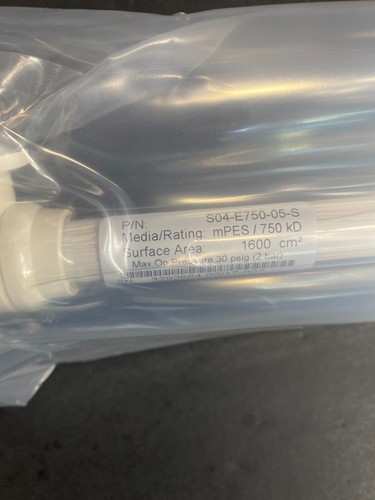 P/N: S04-E750-05-S
Media/Rating: mPES / 750 kD
Surface Area: 1600 cm²
Max Op Pressure 30 psig (2 bar)
SN: